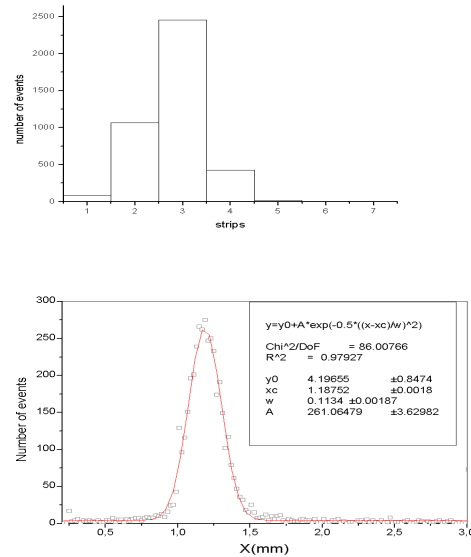 number of events
2500
2000
1500
1000
500
0
1 2 3 4 5 6 7
strips
Number of events
300
250
200
150
100
50
0
y=y0+A*exp(-0.5*((x-xc)/w)^2)
Chi^2/DoF = 86.00766
R^2 = 0.97927
y0 4.19655 ±0.8474
xc 1.18752 ±0.0018
w 0.1134 ±0.00187
A 261.06479 ±3.62982
0,5 1,0 1,5 2,0 2,5 3,0
X(mm)